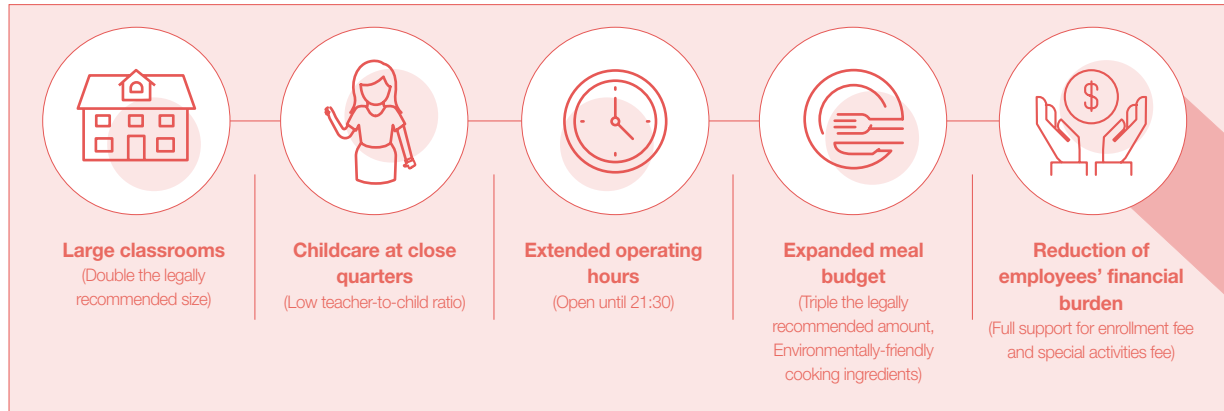 $
Large classrooms
(Double the legally
recommended size)
Childcare at close
quarters
(Low teacher-to-child ratio)
Extended operating
hours
(Open until 21:30)
Expanded meal
budget
(Triple the legally
recommended amount,
Environmentally-friendly
cooking ingredients)
Reduction of
employees’ financial
burden
(Full support for enrollment fee
and special activities fee)